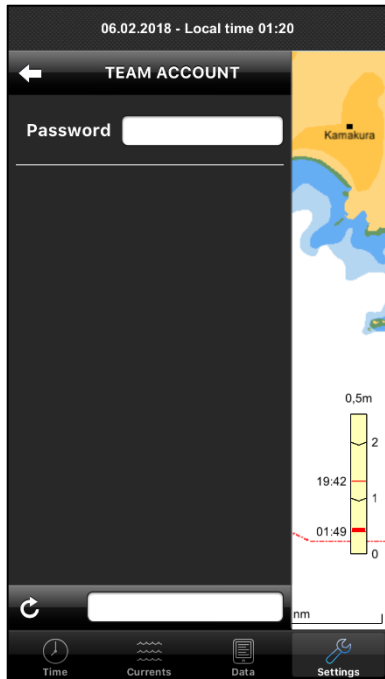 06.02.2018 - Local time 01:20
TEAM ACCOUNT
Password
Kamakura
0,5m
2
19:42
1
01:49
0
nm
Time
Currents
Data
Settings